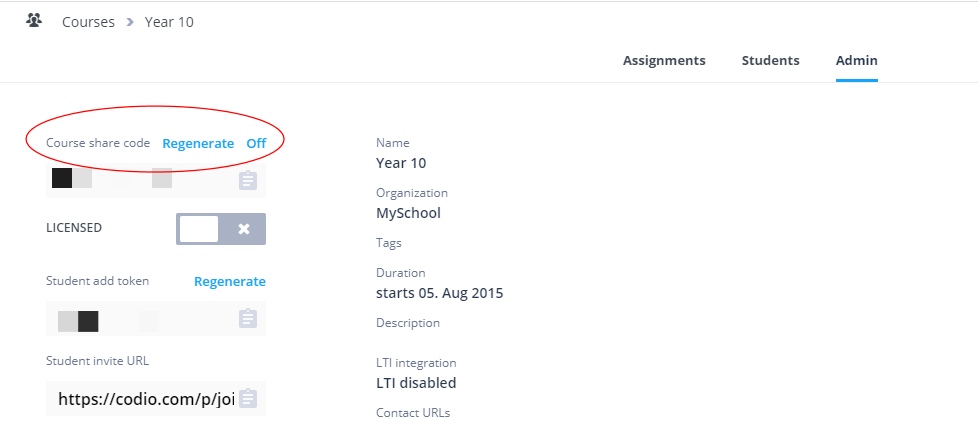 Courses > Year 10
Assignments Students Admin
Course share code Regenerate Off
LICENSED
Student add token Regenerate
Student invite URL
https://codio.com/p/joi
Name
Year 10
Organization
MySchool
Tags
Duration
starts 05. Aug 2015
Description
LTI integration
LTI disabled
Contact URLs